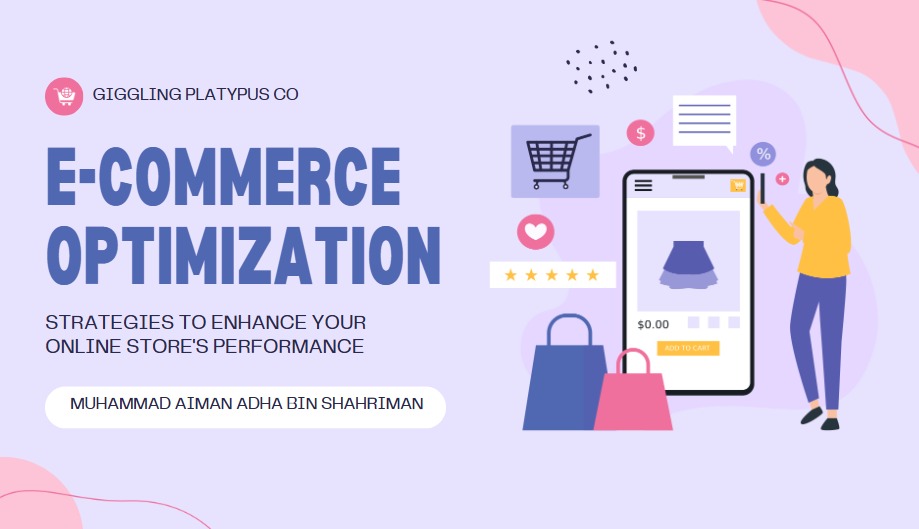 GIGGLING PLATYPUS CO
E-COMMERCE
OPTIMIZATION
STRATEGIES TO ENHANCE YOUR
ONLINE STORE'S PERFORMANCE
MUHAMMAD AIMAN ADHA BIN SHAHRIMAN
$
%
$0.00
ADD TO CART